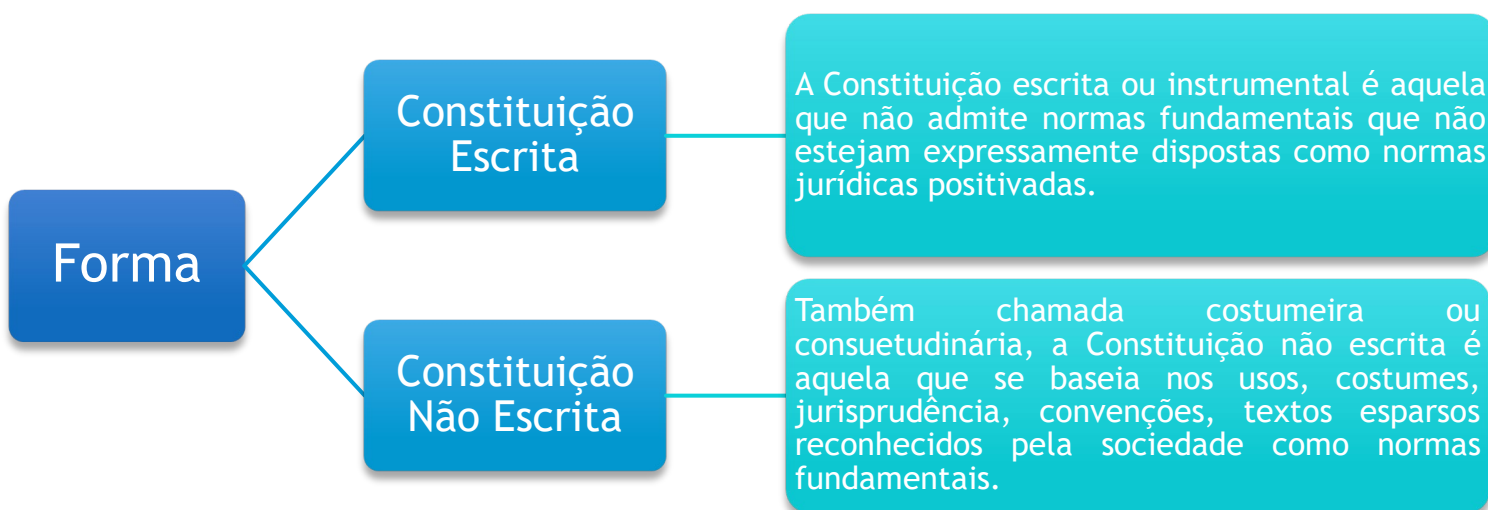 Forma
Constituição
Escrita
A Constituição escrita ou instrumental é aquela
que não admite normas fundamentais que não
estejam expressamente dispostas como normas
jurídicas positivadas.
Constituição
Não Escrita
Também chamada costumeira ou
consuetudinária, a Constituição não escrita é
aquela que se baseia nos usos, costumes,
jurisprudência, convenções, textos esparsos
reconhecidos pela sociedade como normas
fundamentais.